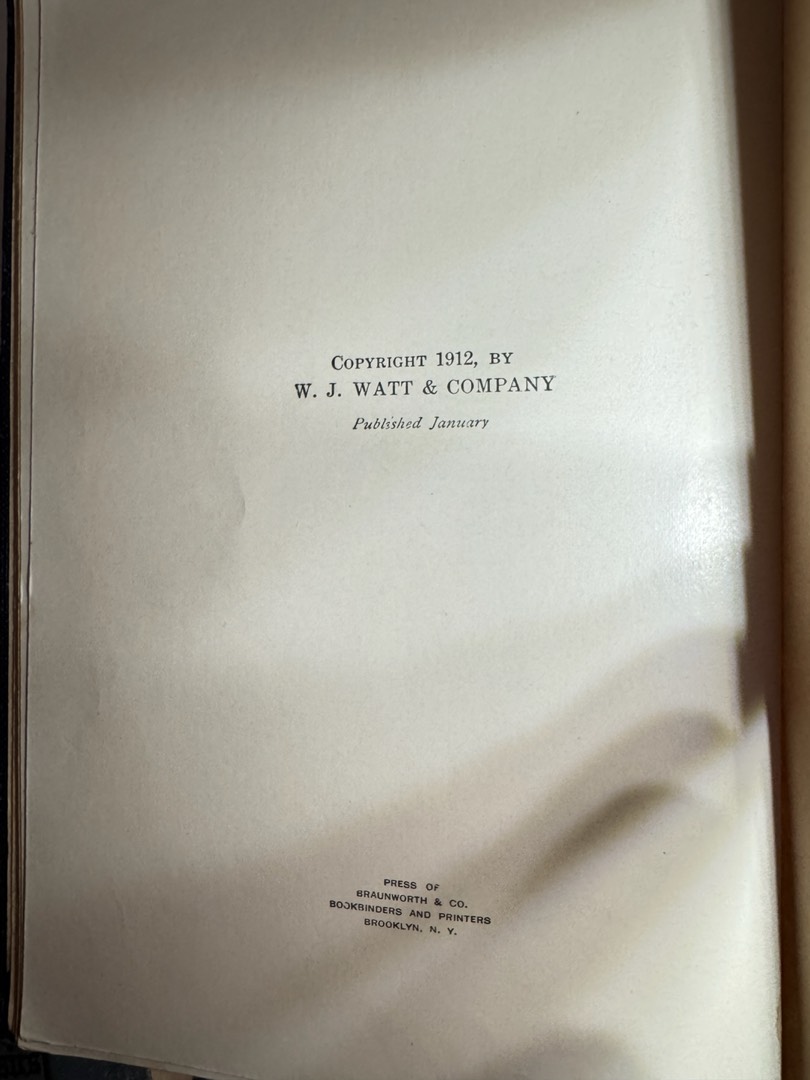 COPYRIGHT 1912, BY
W. J. WATT & COMPANY
Published January
PRESS OF
BRAUNWORTH & CO.
BOOKBINDERS AND PRINTERS
BROOKLYN, N. Y.